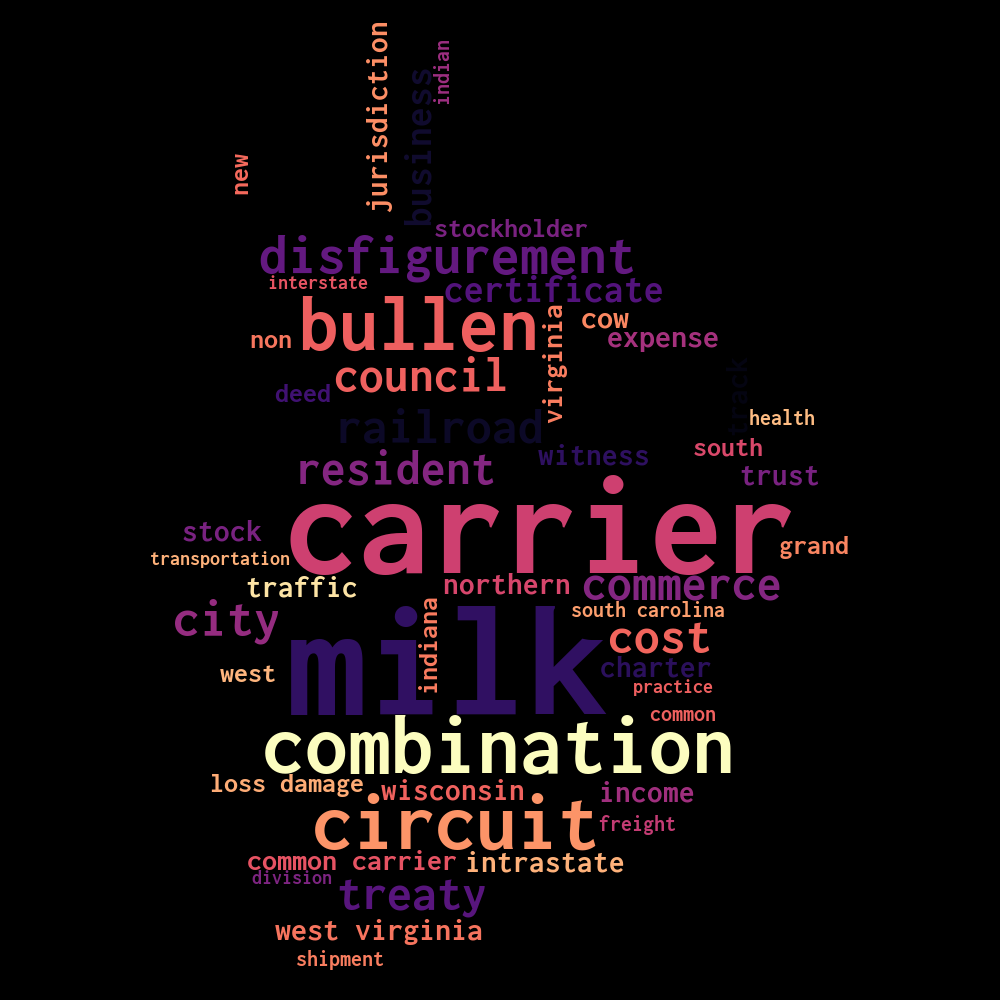 jurisdiction
business
indian
new
stockholder
disfigurement
interstate
certificate
bullen
virginia
cow
non
expense
council
deed
track
railroad
health
witness
south
resident
trust
carrier
stock
grand
transportation
traffic
northern
commerce
city
indiana
south carolina
milk
cost
west
charter
practice
common
combination
loss damage
wisconsin
income
circuit
freight
common carrier
intrastate
division
treaty
west virginia
shipment